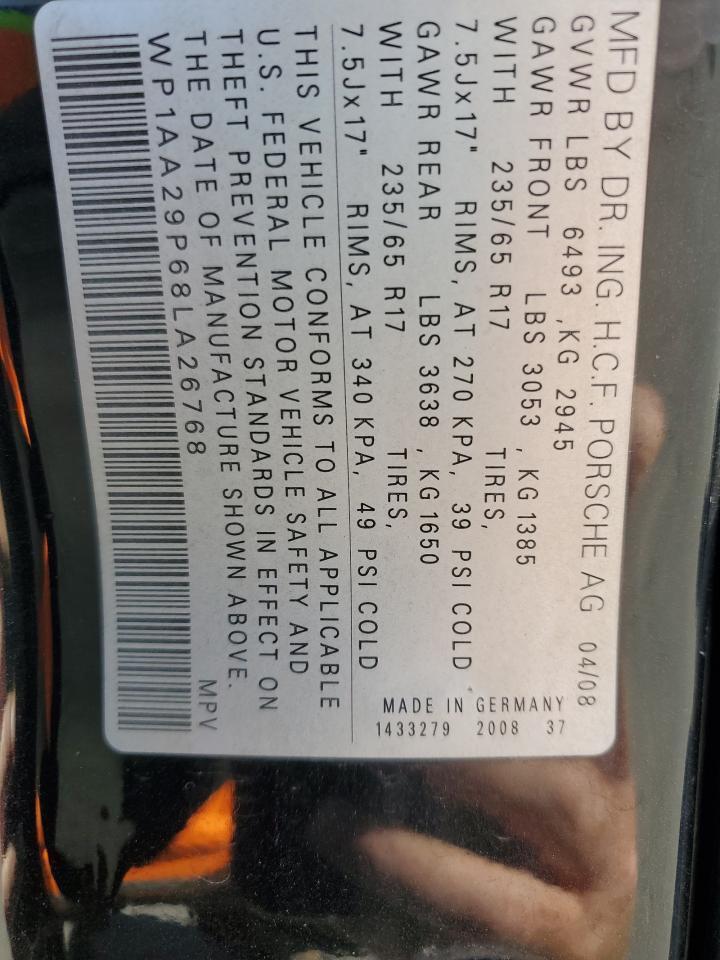 MFD BY DR. ING. H.C.F. PORSCHE AG 04/08
GVWR LBS 6493 ,KG 2945
GAWR FRONT LBS 3053 , KG 1385
WITH 235/65 R17 TIRES,
7.5Jx17" RIMS, AT 270 KPA, 39 PSI COLD
GAWR REAR LBS 3638 , KG 1650
WITH 235/65 R17 TIRES,
7.5Jx17" RIMS, AT 340 KPA, 49 PSI COLD
MADE IN GERMANY
1433279 2008 37
THIS VEHICLE CONFORMS TO ALL APPLICABLE
U.S. FEDERAL MOTOR VEHICLE SAFETY AND
THEFT PREVENTION STANDARDS IN EFFECT ON
THE DATE OF MANUFACTURE SHOWN ABOVE.
WP1AA29P68LA26768 MPV